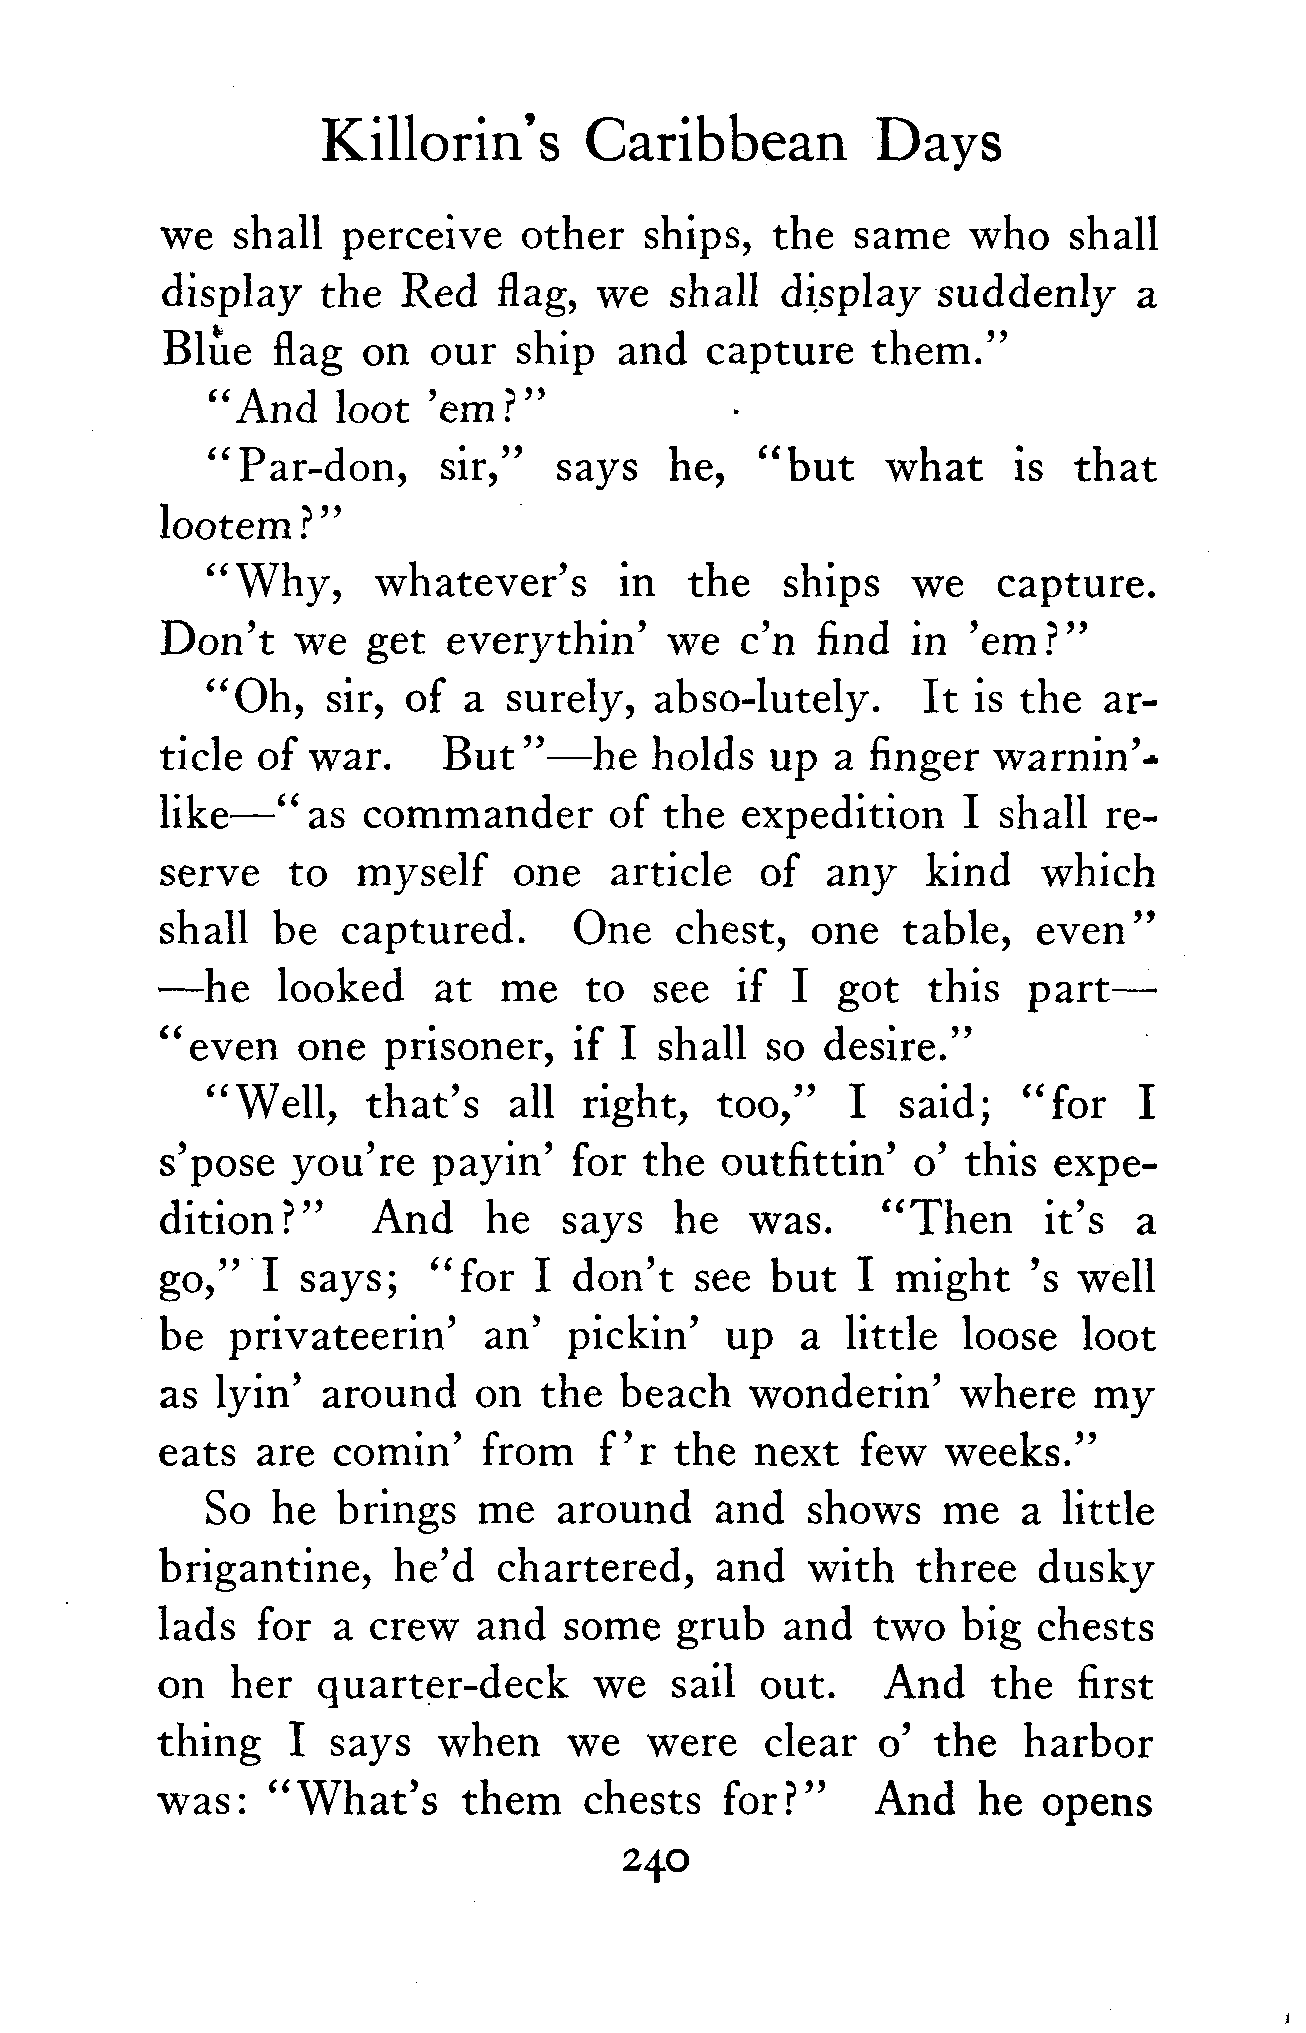 Killorin's Caribbean Days
we shall perceive other ships, the same who shall
display the Red flag, we shall display suddenly a
Blue flag on our ship and capture them."
"And loot 'em?"
"Par-don, sir," says he, "but what is that
lootem?"
"Why, whatever's in the ships we capture.
Don't we get everythin' we c'n find in 'em?"
"Oh, sir, of a surely, abso-lutely. It is the ar-
ticle of war. But"—he holds up a finger warnin'-
like—"as commander of the expedition I shall re-
serve to myself one article of any kind which
shall be captured. One chest, one table, even"
—he looked at me to see if I got this part—
"even one prisoner, if I shall so desire."
"Well, that's all right, too," I said; "for I
s'pose you're payin' for the outfittin' o' this expe-
dition?" And he says he was. "Then it's a
go," I says; "for I don't see but I might 's well
be privateerin' an' pickin' up a little loose loot
as lyin' around on the beach wonderin' where my
eats are comin' from f'r the next few weeks."
So he brings me around and shows me a little
brigantine, he'd chartered, and with three dusky
lads for a crew and some grub and two big chests
on her quarter-deck we sail out. And the first
thing I says when we were clear o' the harbor
was: "What's them chests for?" And he opens
240